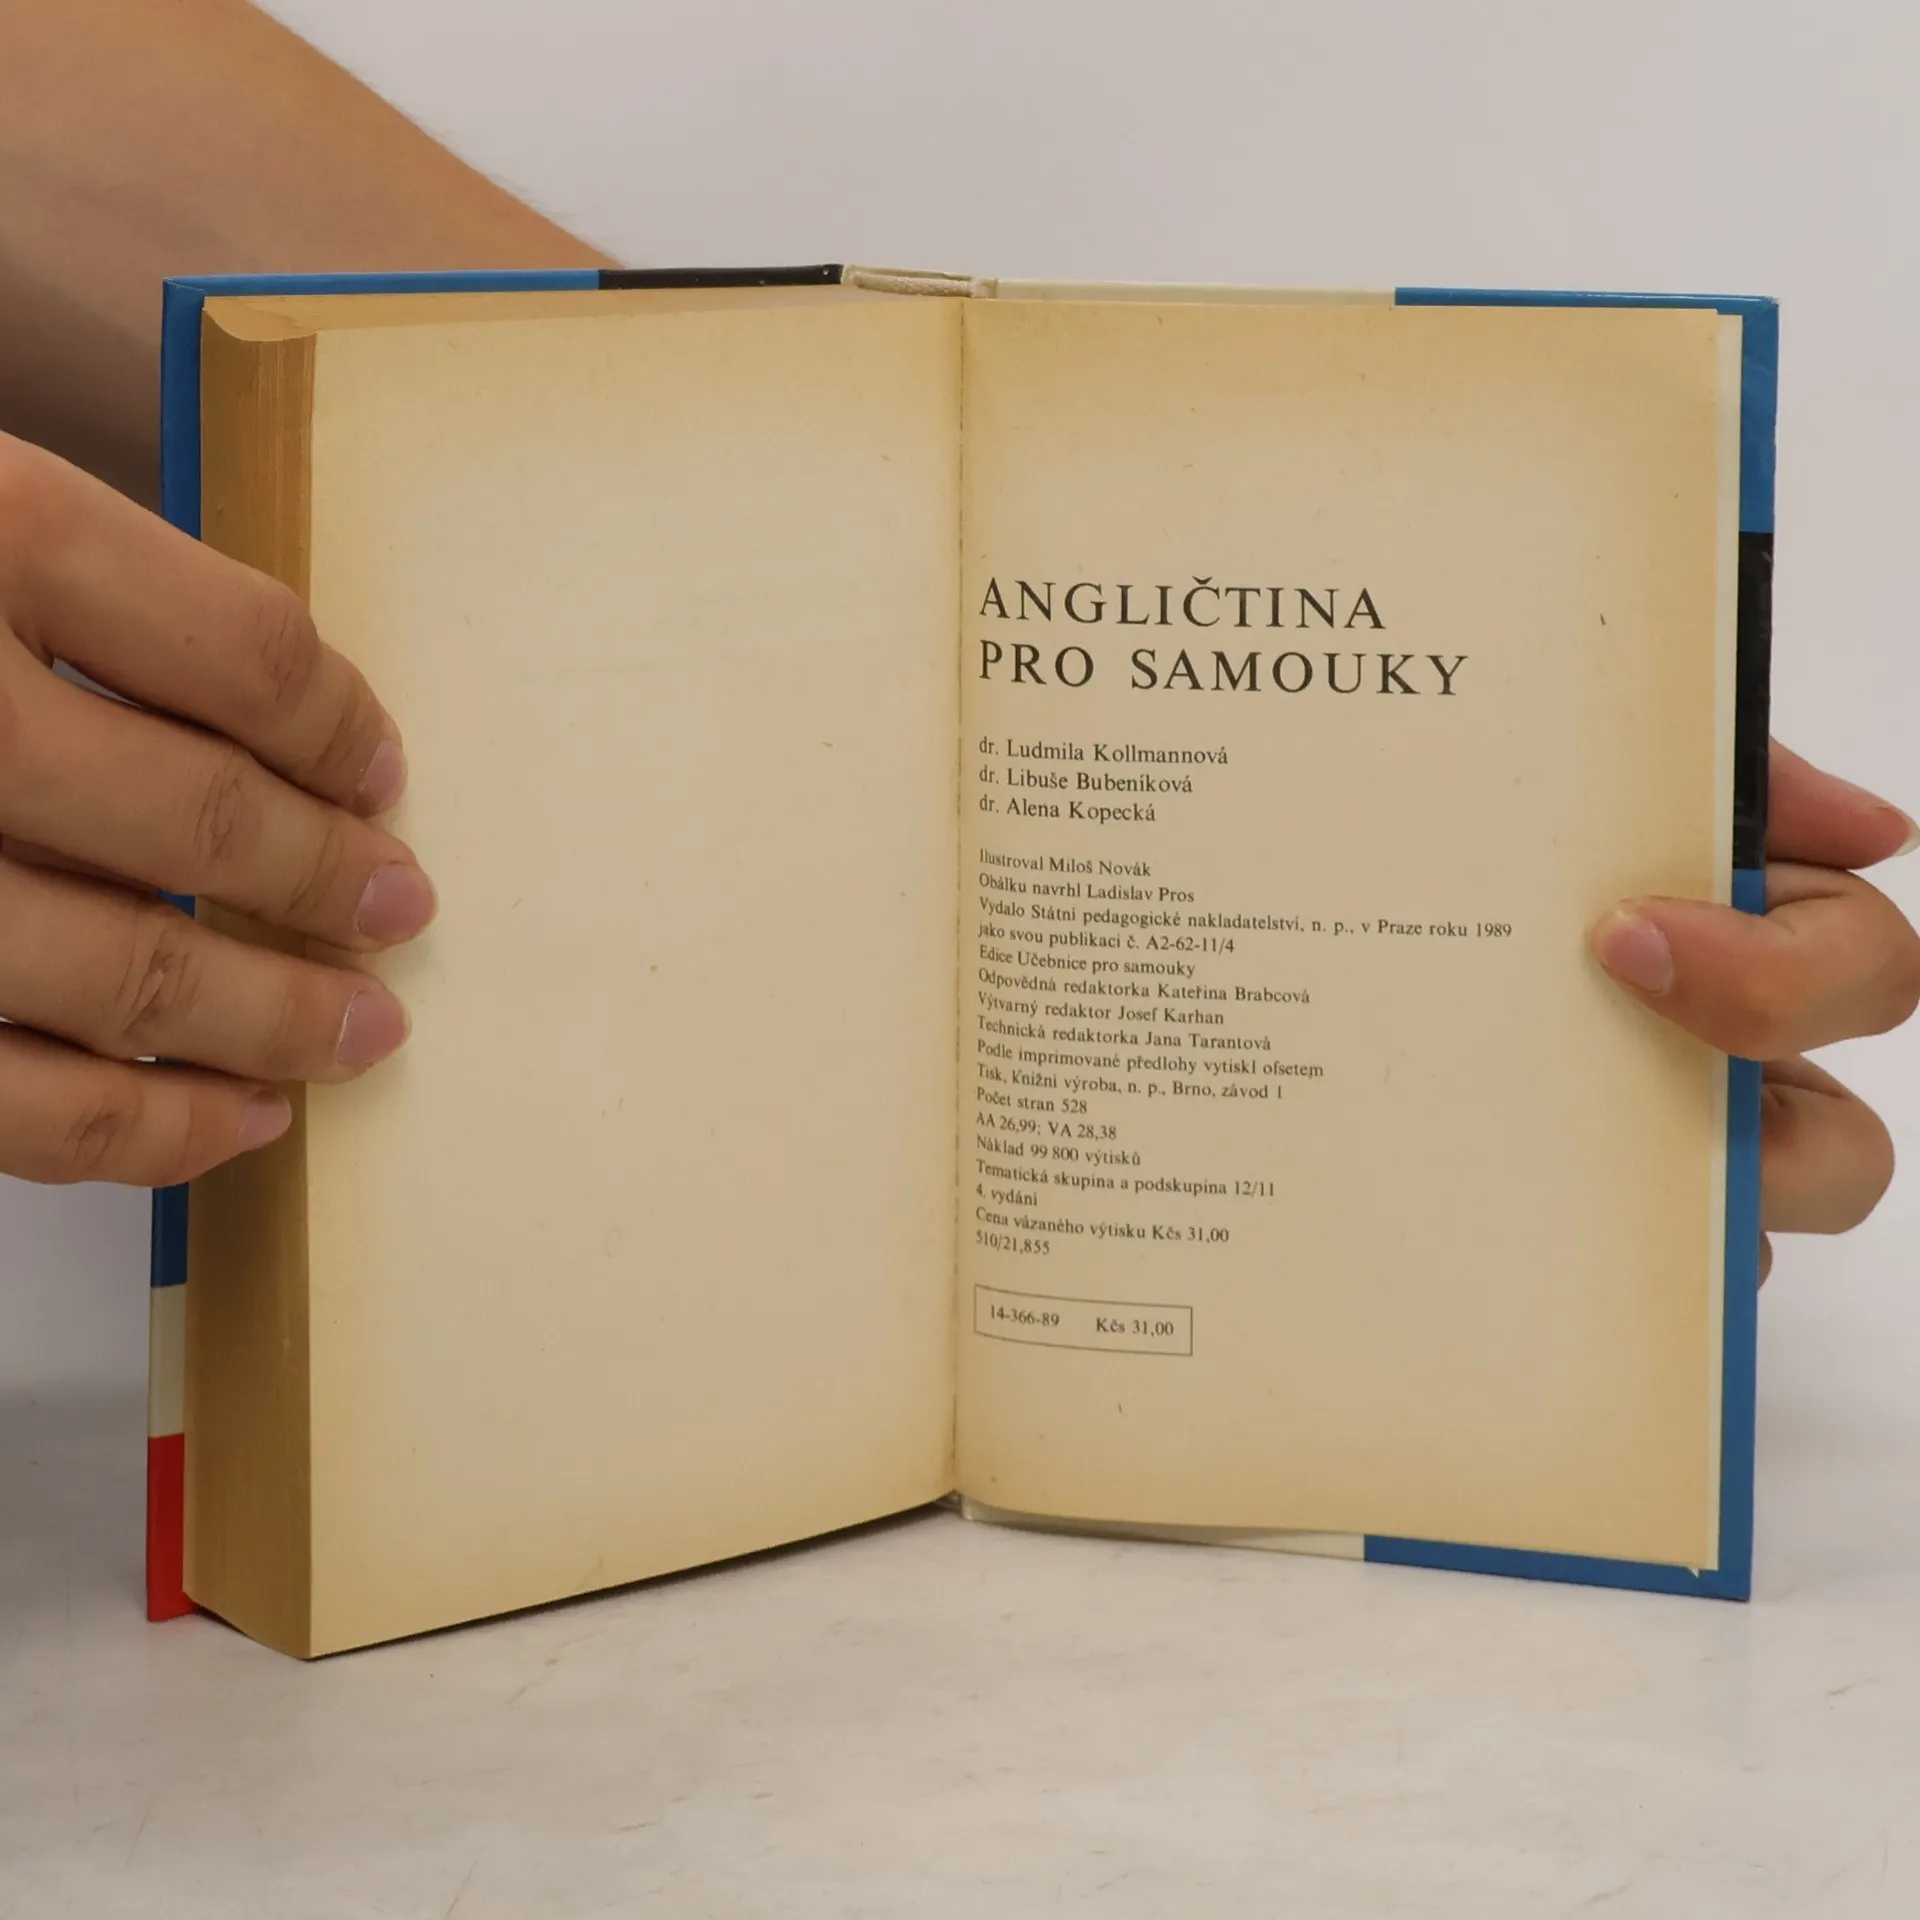 ANGLIČTINA
PRO SAMOUKY
dr. Ludmila Kollmannová
dr. Libuše Bubeníková
dr. Alena Kopecká
Ilustroval Miloš Novák
Obálku navrhl Ladislav Pros
Vydalo Státní pedagogické nakladatelství, n. p., v Praze roku 1989
jako svou publikaci č. A2-62-11/4
Edice Učebnice pro samouky
Odpovědná redaktorka Kateřina Brabcová
Výtvarný redaktor Josef Karhan
Technická redaktorka Jana Tarantová
Podle imprimované předlohy vytiskl ofsetem
Tisk, Knižní výroba, n. p., Brno, závod 1
Počet stran 528
AA 26,99; VA 28,38
Náklad 99 800 výtisků
Tematická skupina a podskupina 12/11
4. vydání
Cena vázaného výtisku Kčs 31,00
510/21,855
14-366-89 Kčs 31,00